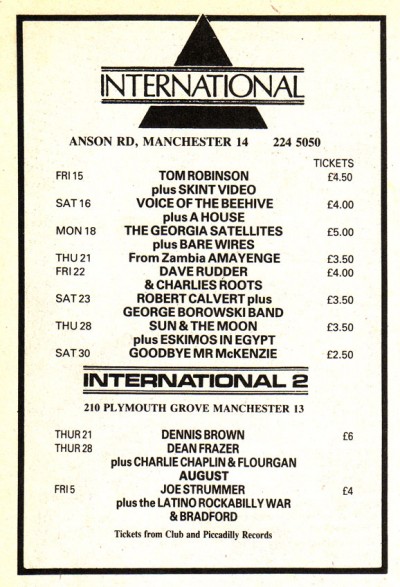 INTERNATIONAL
ANSON RD, MANCHESTER 14 224 5050
TICKETS
FRI 15 TOM ROBINSON £4.50
plus SKINT VIDEO
SAT 16 VOICE OF THE BEEHIVE £4.00
plus A HOUSE
MON 18 THE GEORGIA SATELLITES £5.00
plus BARE WIRES
THU 21 From Zambia AMAYENGE £3.50
FRI 22 DAVE RUDDER £4.00
& CHARLIES ROOTS
SAT 23 ROBERT CALVERT plus £3.50
GEORGE BOROWSKI BAND
THU 28 SUN & THE MOON £3.50
plus ESKIMOS IN EGYPT
SAT 30 GOODBYE MR McKENZIE £2.50
INTERNATIONAL 2
210 PLYMOUTH GROVE MANCHESTER 13
THUR 21 DENNIS BROWN £6
THUR 28 DEAN FRAZER
plus CHARLIE CHAPLIN & FLOURGAN
AUGUST
FRI 5 JOE STRUMMER £4
plus the LATINO ROCKABILLY WAR
& BRADFORD
Tickets from Club and Piccadilly Records